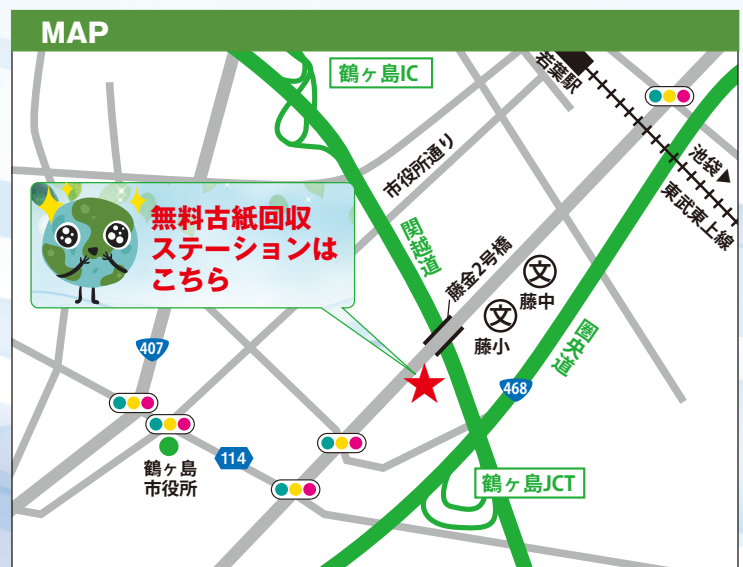 MAP
鶴ヶ島IC
若葉駅
池袋
東武東上線
市役所通り
無料古紙回収
ステーションは
こちら
関越道
藤金2号橋
文
藤中
文
藤小
圏央道
407
468
114
鶴ヶ島
市役所
鶴ヶ島JCT